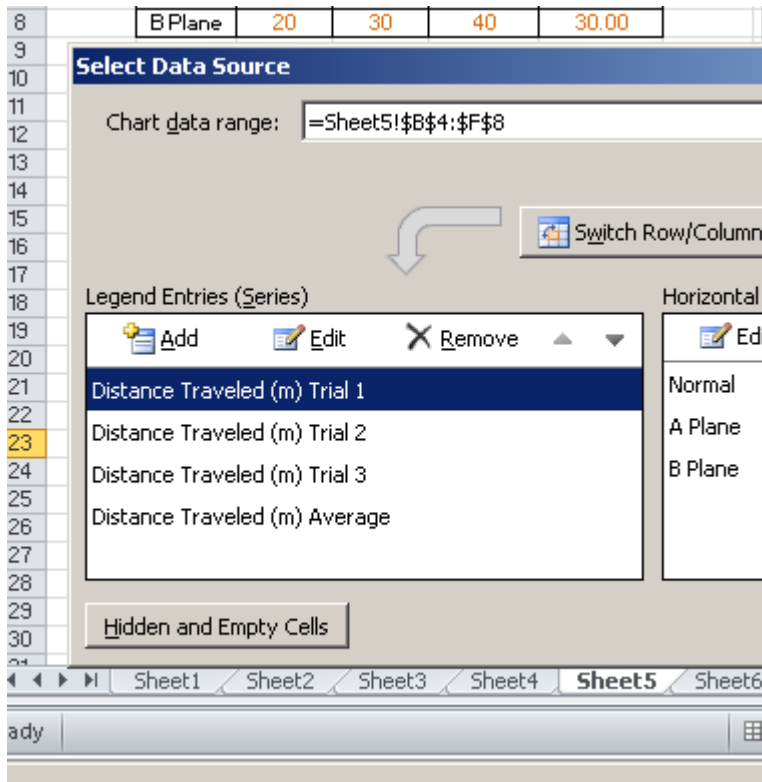 8 B Plane 20 30 40 30.00
9
Select Data Source
10
11
Chart data range: =Sheet5!$B$4:$F$8
12
13
14
15
Switch Row/Column
16
17
Legend Entries (Series) Horizontal
18
19
Add Edit Remove Edi
20
21
Distance Traveled (m) Trial 1 Normal
22
Distance Traveled (m) Trial 2 A Plane
23
24
Distance Traveled (m) Trial 3 B Plane
25
Distance Traveled (m) Average
26
27
28
29
Hidden and Empty Cells
30
Sheet1 Sheet2 Sheet3 Sheet4 Sheet5 Sheet6
ady